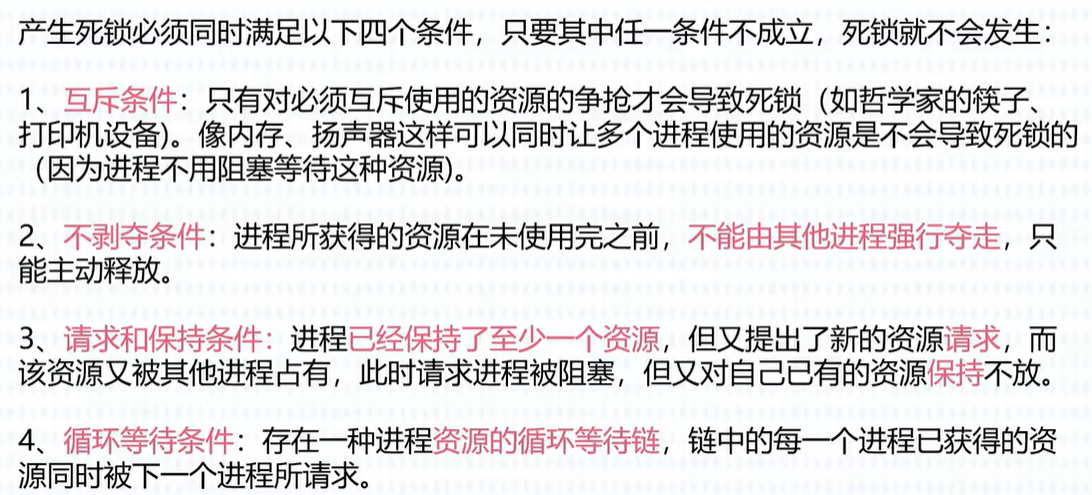 产生死锁必须同时满足以下四个条件，只要其中任一条件不成立，死锁就不会发生：
1、互斥条件：只有对必须互斥使用的资源的争抢才会导致死锁（如哲学家的筷子、
打印机设备)。像内存、扬声器这样可以同时让多个进程使用的资源是不会导致死锁的
（因为进程不用阻塞等待这种资源)。
2、不剥夺条件：进程所获得的资源在未使用完之前，不能由其他进程强行夺走，只
能主动释放。
3、请求和保持条件：进程已经保持了至少一个资源，但又提出了新的资源请求，而
该资源又被其他进程占有，此时请求进程被阻塞，但又对自己已有的资源保持不放。
4、循环等待条件：存在一种进程资源的循环等待链，链中的每一个进程已获得的资
源同时被下一个进程所请求。